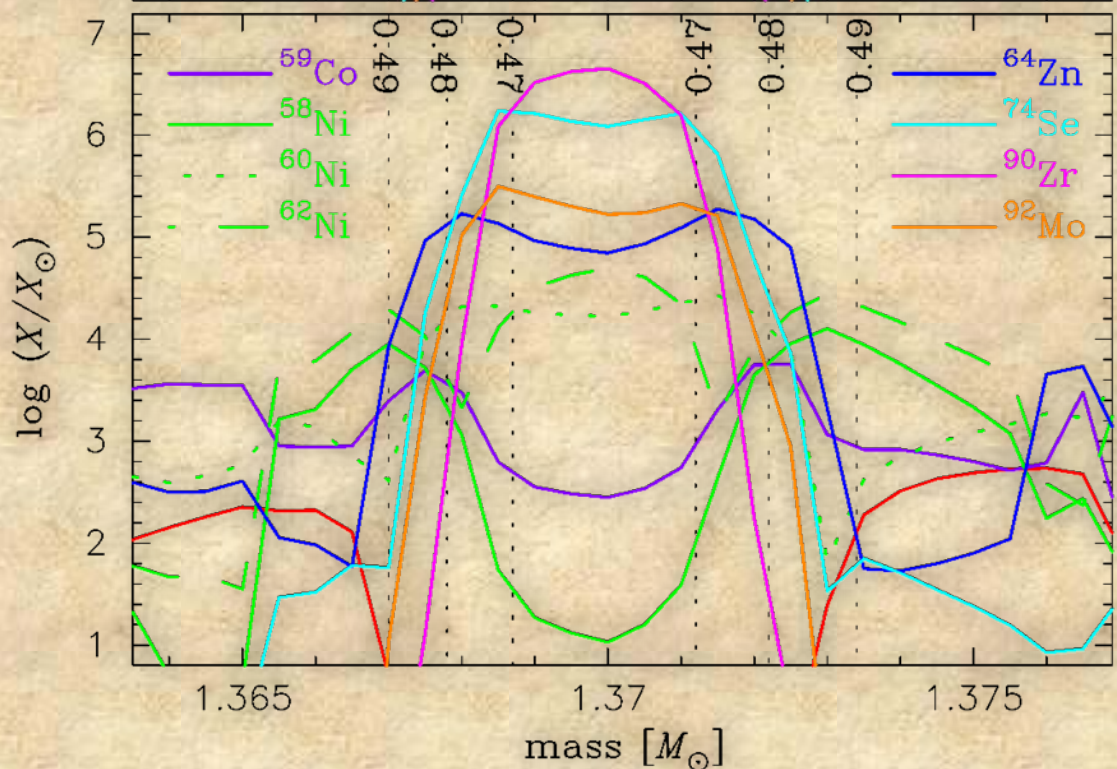 7
6
5
4
3
2
1
log (X/X☉)
⁵⁹Co
⁵⁸Ni
⁶⁰Ni
⁶²Ni
0.49
0.48
0.47
0.47
0.48
0.49
⁶⁴Zn
⁷⁴Se
⁹⁰Zr
⁹²Mo
1.365
1.37
1.375
mass [M☉]